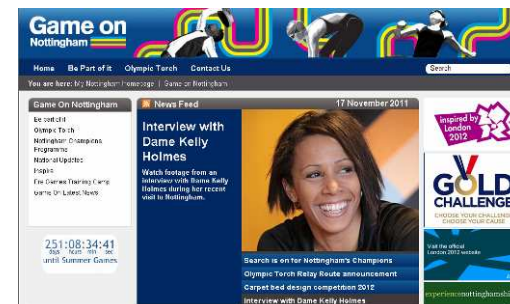 Game on
Nottingham
Home Be Part of it Olympic Torch Contact Us
Search
You are here: My Nottingham Homepage | Game on Nottingham
Game On Nottingham
Be part of it
Olympic Torch
Nottingham Champions
Programme
National Updates
Inspire
Pre Games Training Camp
Game On Latest News
251:08:34:41
days hours min sec
until Summer Games
News Feed
17 November 2011
Interview with
Dame Kelly
Holmes
Watch footage from an
interview with Dame Kelly
Holmes during her recent
visit to Nottingham.
Search is on for Nottingham's Champions
Olympic Torch Relay Route announcement
Carpet bed design competition 2012
Interview with Dame Kelly Holmes
inspired by
London
2012
GOLD
CHALLENGE
CHOOSE YOUR CHALLENGE
CHOOSE YOUR CAUSE
Visit the official
London 2012 website
experiencenottinghamshi